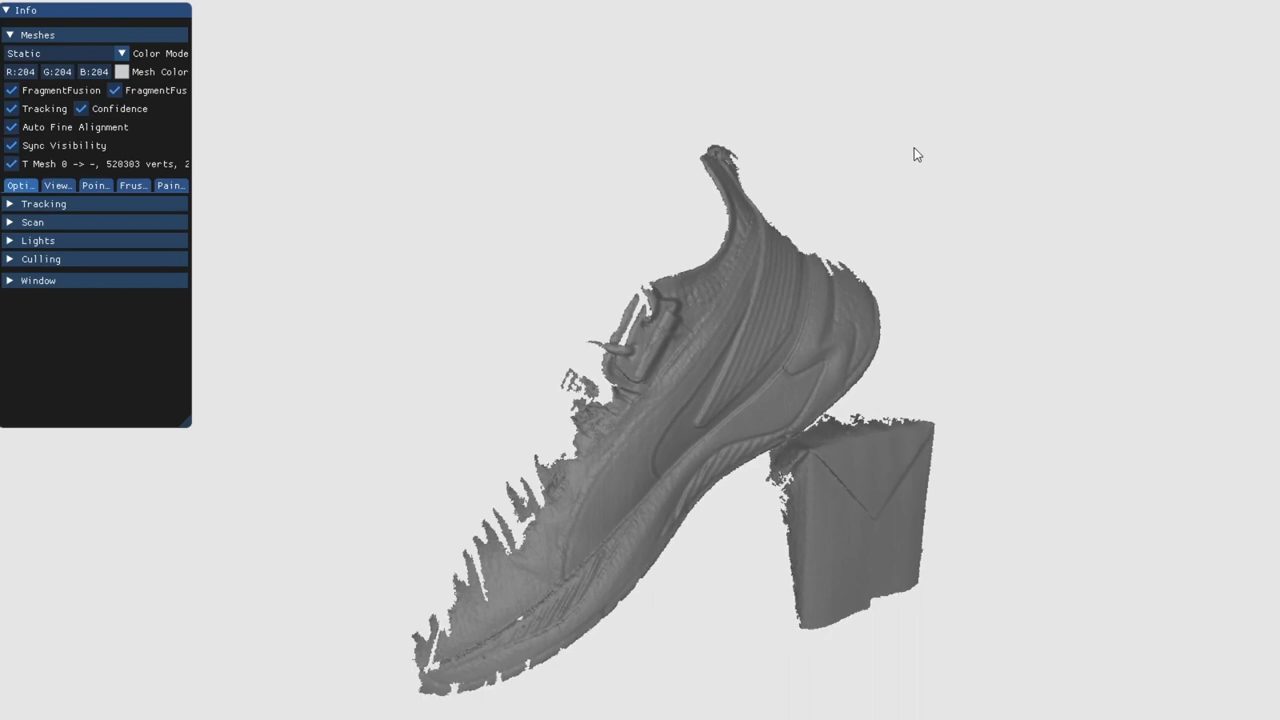 Info
Meshes
Static Color Mode
R:204 G:204 B:204 Mesh Color
FragmentFusion FragmentFus
Tracking Confidence
Auto Fine Alignment
Sync Visibility
T Mesh 0 -> -, 520303 verts, 2
Opti.. View.. Poin.. Frus.. Pain..
Tracking
Scan
Lights
Culling
Window